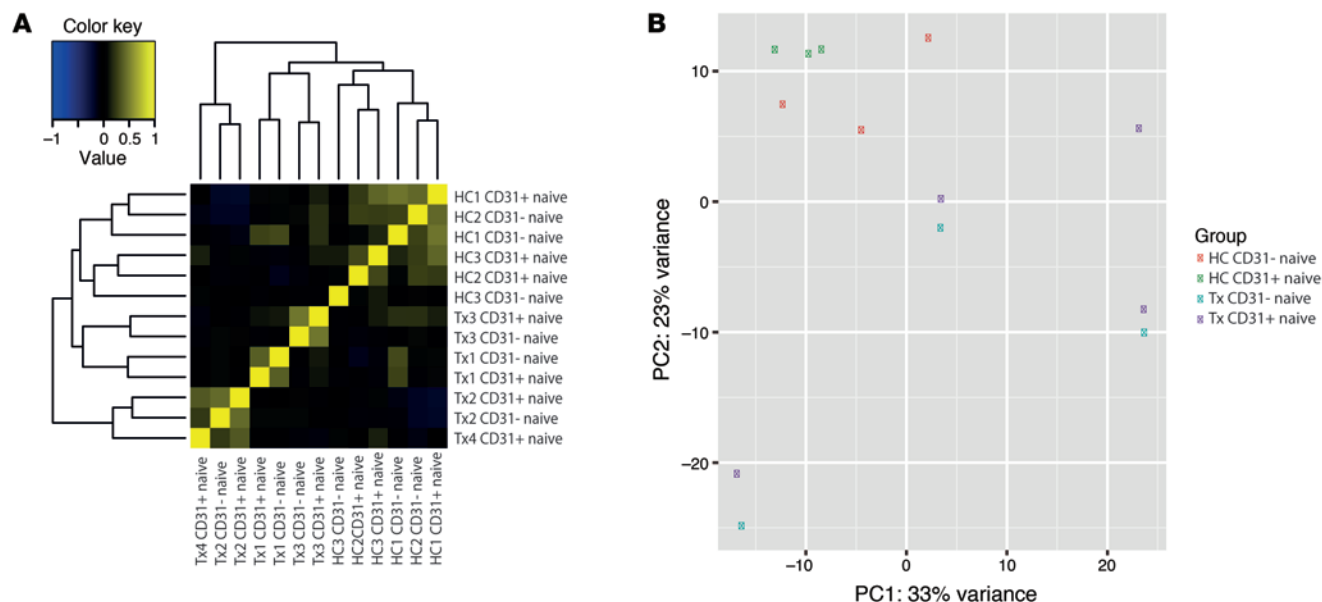 A
Color key
−1
0
0.5
1
Value
HC1 CD31+ naive
HC2 CD31- naive
HC1 CD31- naive
HC3 CD31+ naive
HC2 CD31+ naive
HC3 CD31- naive
Tx3 CD31+ naive
Tx3 CD31- naive
Tx1 CD31- naive
Tx1 CD31+ naive
Tx2 CD31+ naive
Tx2 CD31- naive
Tx4 CD31+ naive
Tx4 CD31+ naive
Tx2 CD31- naive
Tx2 CD31+ naive
Tx1 CD31+ naive
Tx1 CD31- naive
Tx3 CD31- naive
Tx3 CD31+ naive
HC3 CD31- naive
HC2CD31+ naive
HC3 CD31+ naive
HC1 CD31- naive
HC2 CD31- naive
HC1 CD31+ naive
B
PC2: 23% variance
10
0
−10
−20
−10
0
10
20
PC1: 33% variance
Group
HC CD31- naive
HC CD31+ naive
Tx CD31- naive
Tx CD31+ naive